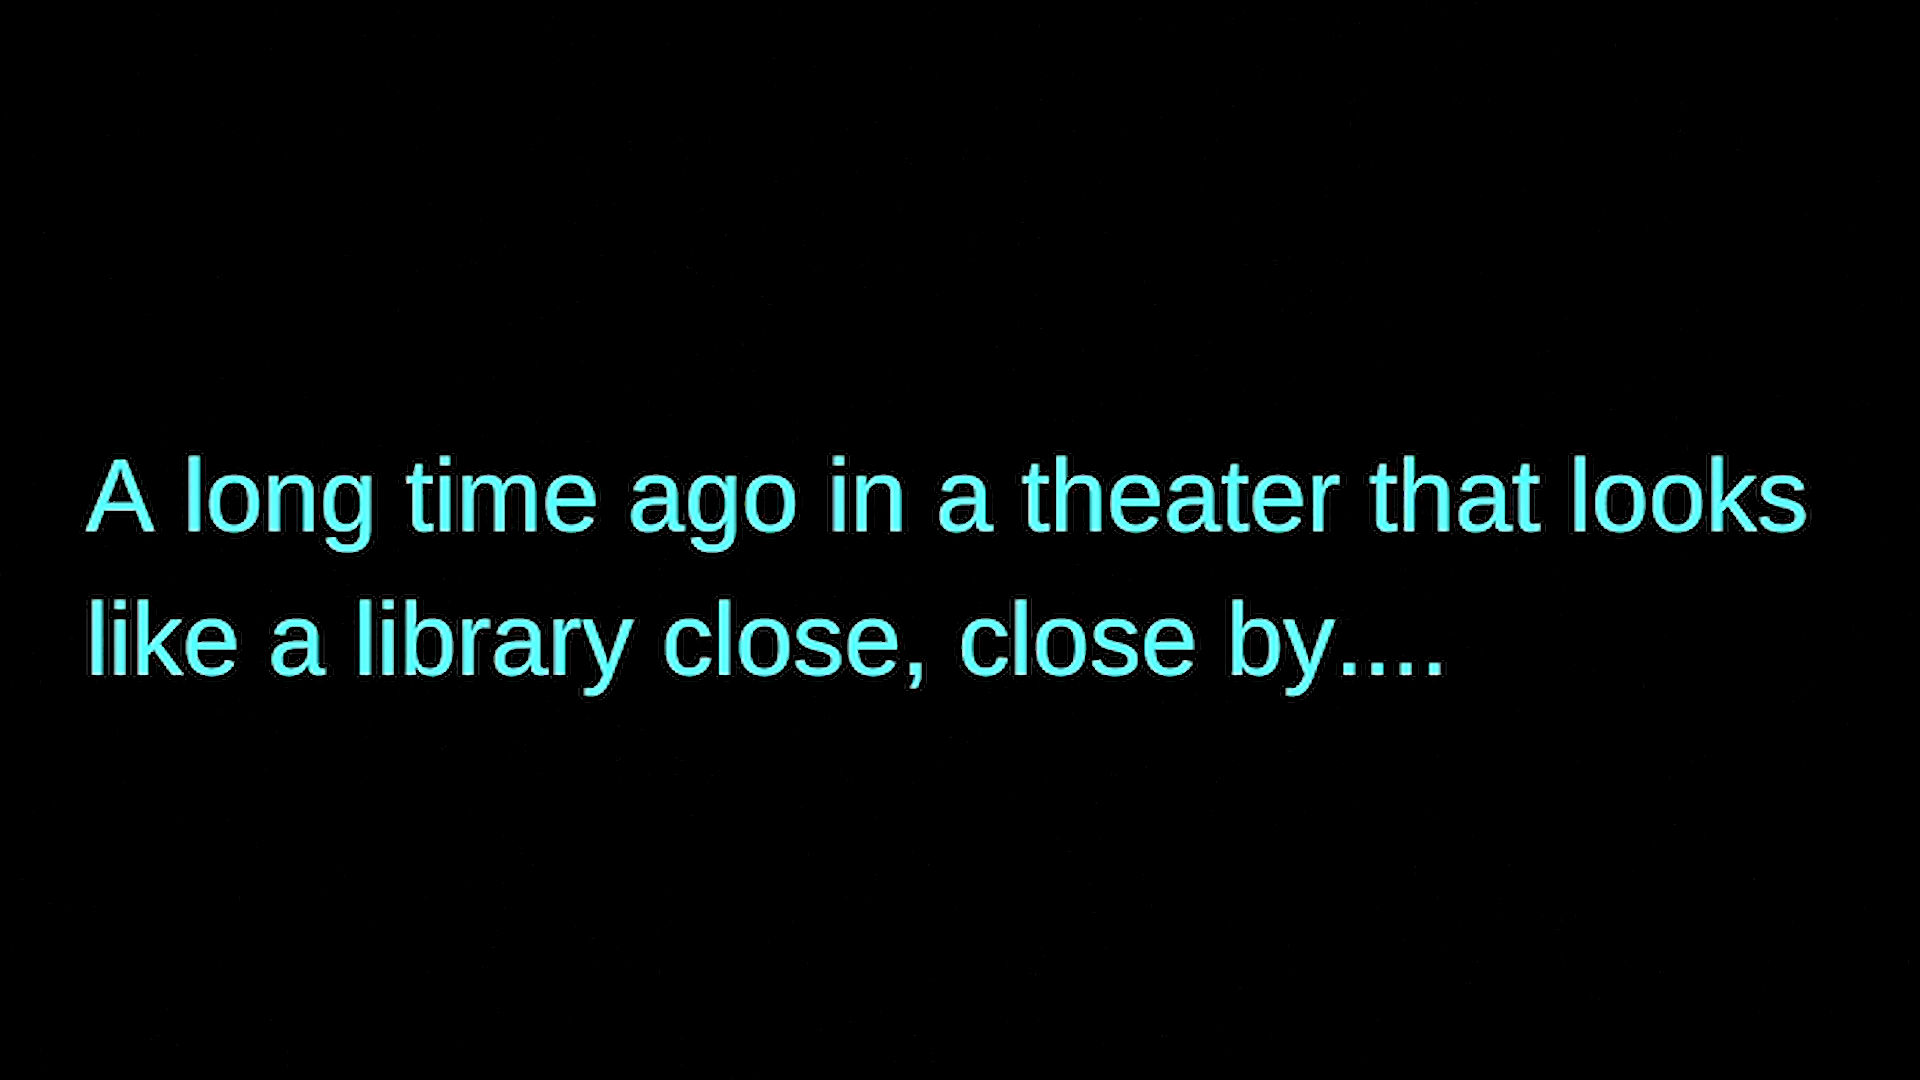 A long time ago in a theater that looks
like a library close, close by....